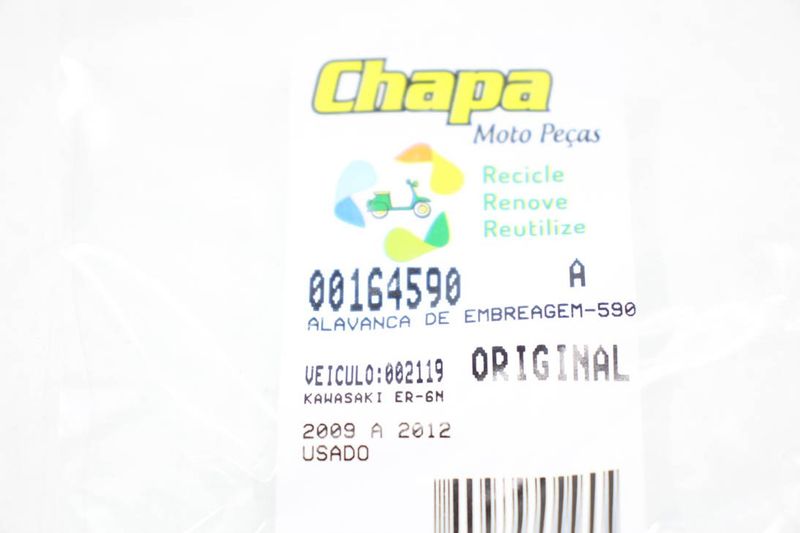 Chapa
Moto Peças
Recicle
Renove
Reutilize
00164590 A
ALAVANCA DE EMBREAGEM-590
VEICULO:002119 ORIGINAL
KAWASAKI ER-6N
2009 A 2012
USADO